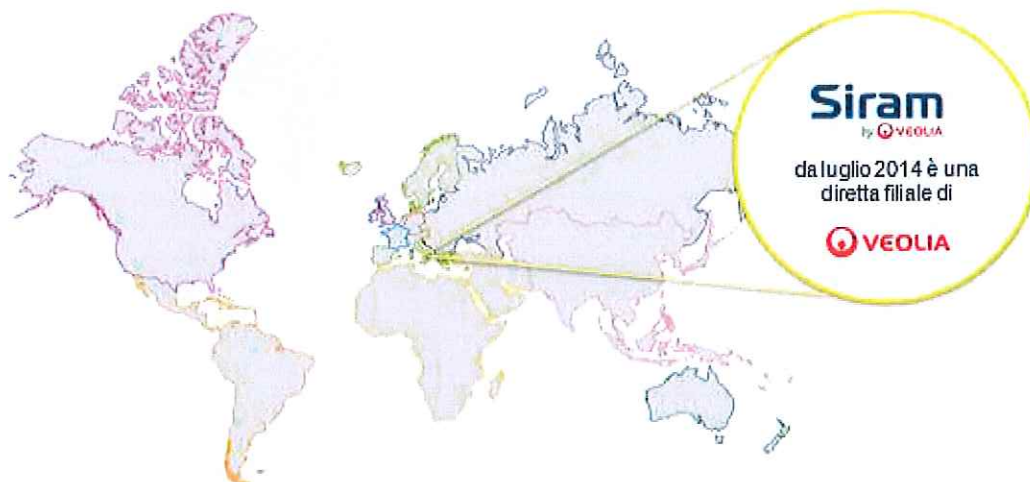 Siram
by VEOLIA
da luglio 2014 è una
diretta filiale di
VEOLIA